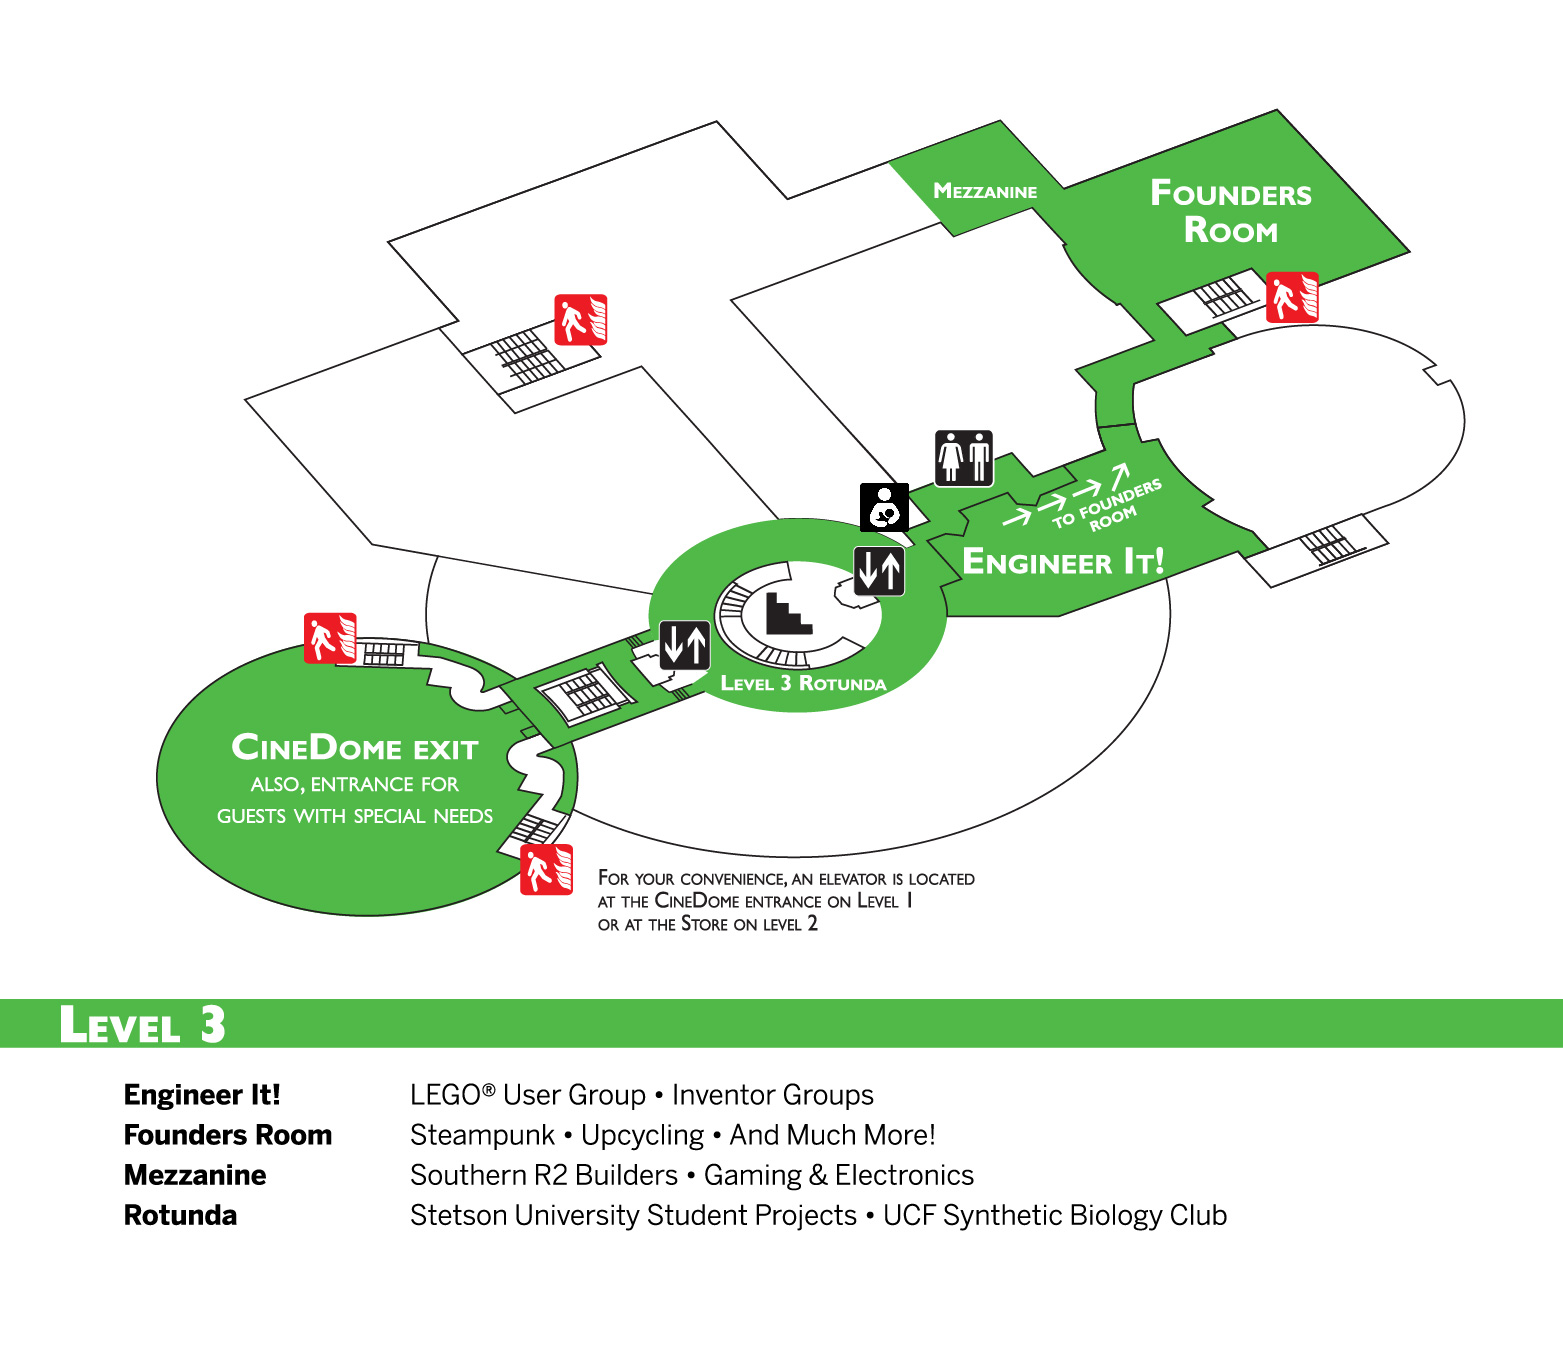 Mezzanine
Founders
Room
to Founders
Room
Engineer It!
Level 3 Rotunda
CineDome exit
also, entrance for
guests with special needs
For your convenience, an elevator is located
at the CineDome entrance on Level 1
or at the Store on level 2
Level 3
Engineer It! LEGO® User Group • Inventor Groups
Founders Room Steampunk • Upcycling • And Much More!
Mezzanine Southern R2 Builders • Gaming & Electronics
Rotunda Stetson University Student Projects • UCF Synthetic Biology Club